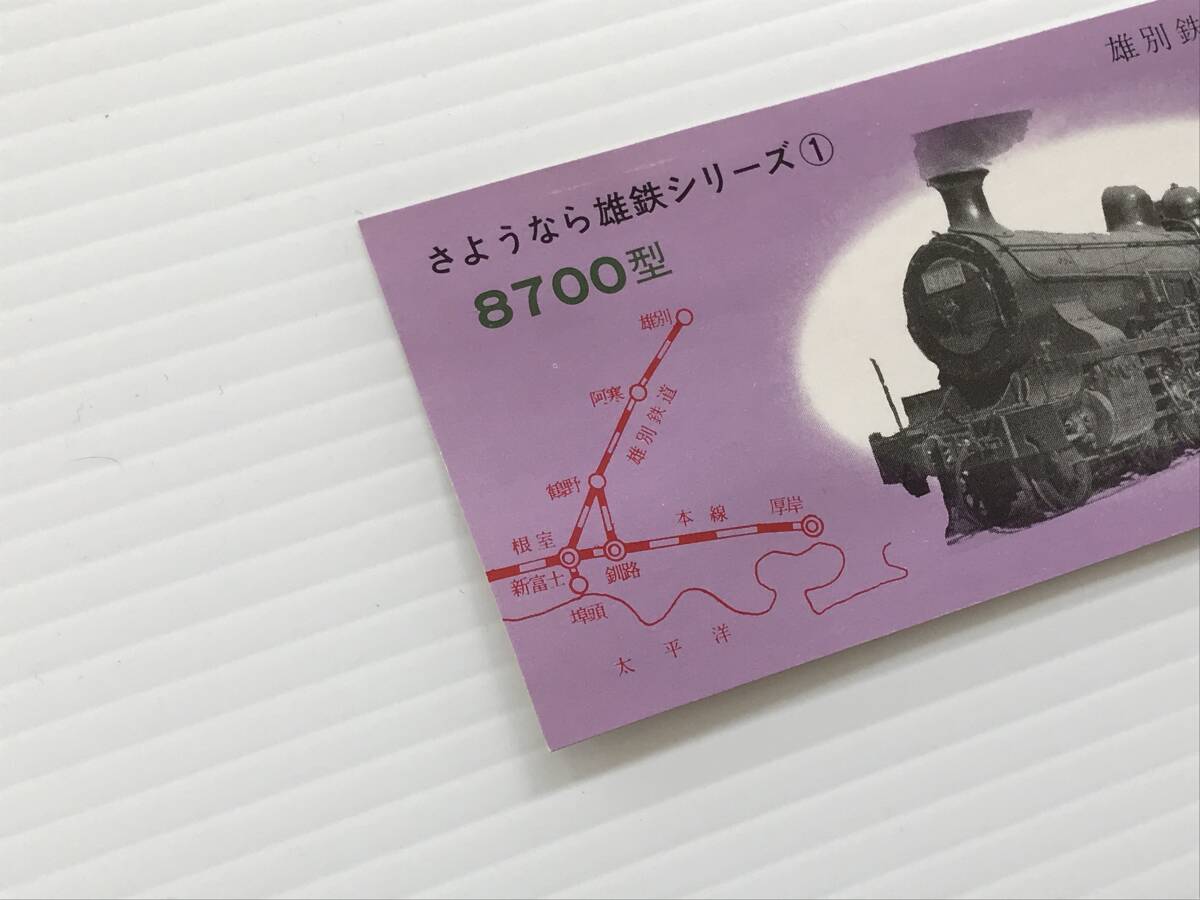 雄別鉄
さようなら雄鉄シリーズ①
8700型
雄別
阿寒
雄別鉄道
鶴野
根室
本線
厚岸
新富士
釧路
埠頭
太平洋